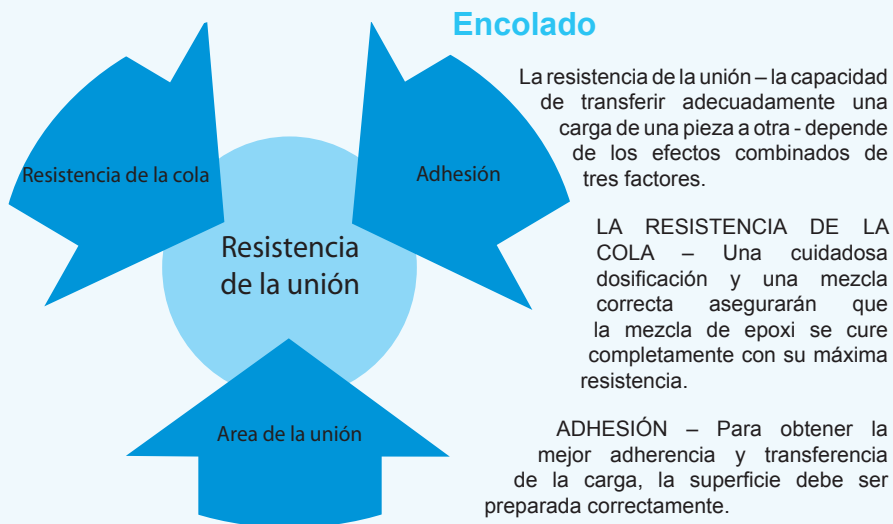 Encolado
La resistencia de la unión – la capacidad
de transferir adecuadamente una
carga de una pieza a otra - depende
de los efectos combinados de
tres factores.
LA RESISTENCIA DE LA
COLA – Una cuidadosa
dosificación y una mezcla
correcta asegurarán que
la mezcla de epoxi se cure
completamente con su máxima
resistencia.
ADHESIÓN – Para obtener la
mejor adherencia y transferencia
de la carga, la superficie debe ser
preparada correctamente.
Resistencia de la cola
Adhesión
Resistencia
de la unión
Area de la unión